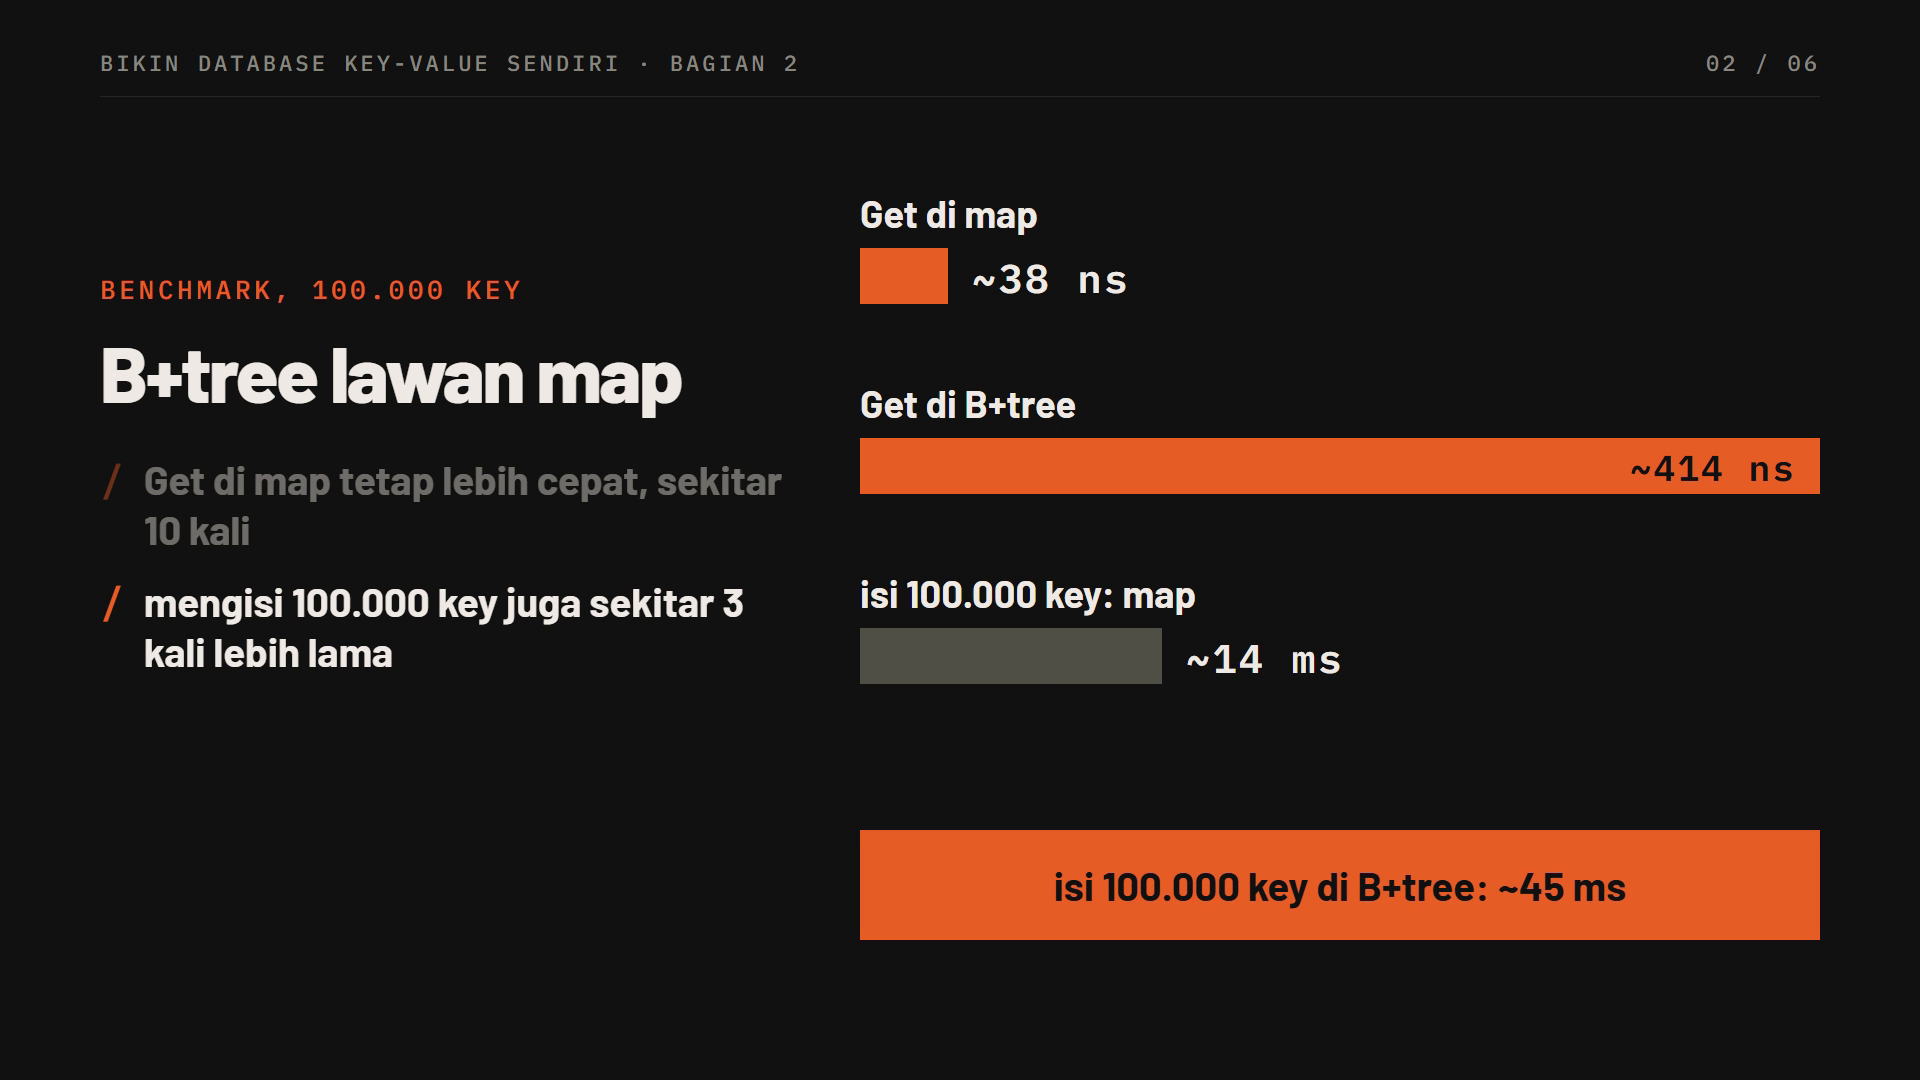 BIKIN DATABASE KEY-VALUE SENDIRI · BAGIAN 2
02 / 06
BENCHMARK, 100.000 KEY
B+tree lawan map
/ Get di map tetap lebih cepat, sekitar
10 kali
/ mengisi 100.000 key juga sekitar 3
kali lebih lama
Get di map
~38 ns
Get di B+tree
~414 ns
isi 100.000 key: map
~14 ms
isi 100.000 key di B+tree: ~45 ms